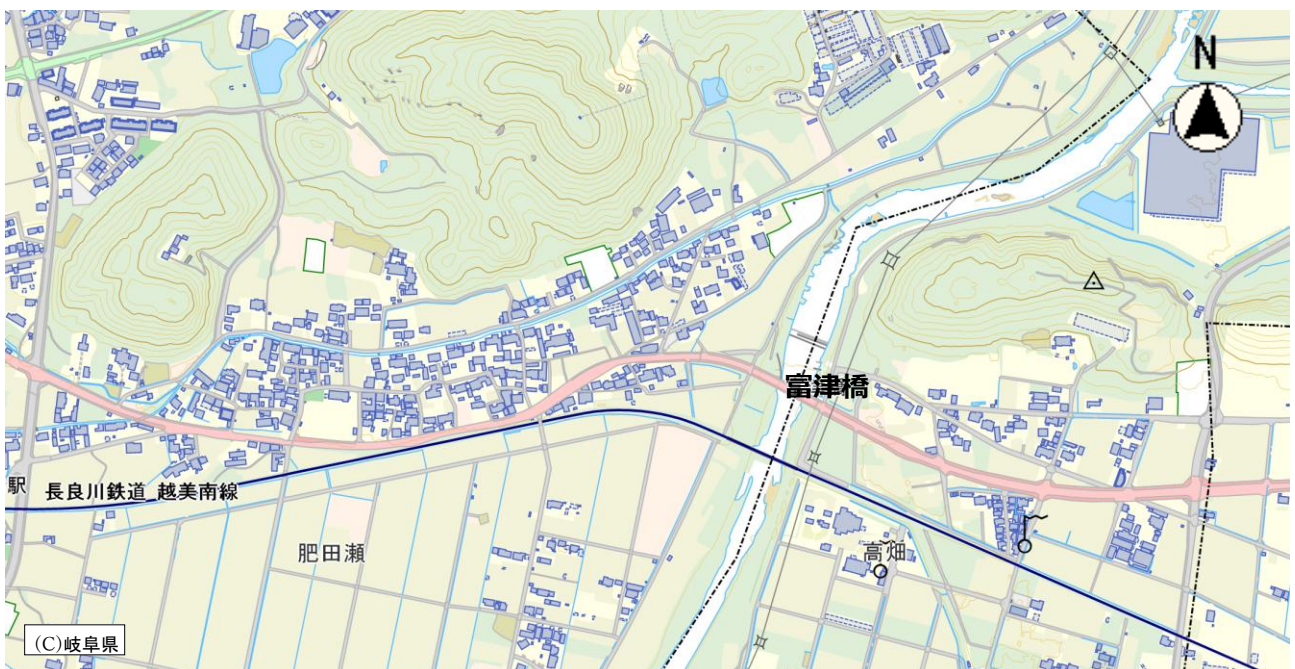 N
富津橋
駅
長良川鉄道_越美南線
肥田瀬
高畑
(C)岐阜県